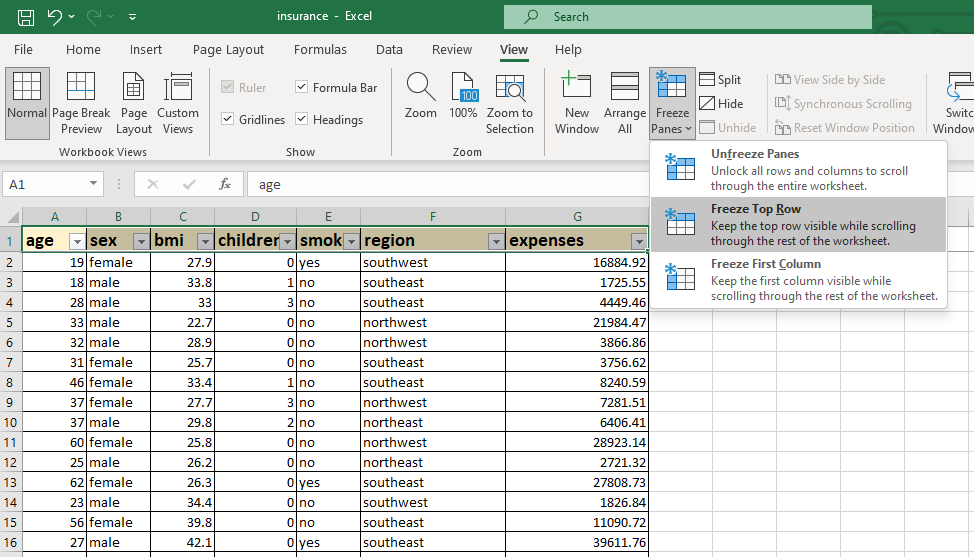 insurance - Excel
Search
File Home Insert Page Layout Formulas Data Review View Help
Normal
Page Break Preview
Page Layout
Custom Views
Workbook Views
Ruler
Formula Bar
Gridlines
Headings
Show
Zoom
100
100%
Zoom to Selection
Zoom
New Window
Arrange All
Freeze Panes
Split
Hide
Unhide
View Side by Side
Synchronous Scrolling
Reset Window Position
Switc
Window
Unfreeze Panes
Unlock all rows and columns to scroll
through the entire worksheet.
Freeze Top Row
Keep the top row visible while scrolling
through the rest of the worksheet.
Freeze First Column
Keep the first column visible while
scrolling through the rest of the worksheet.
A1 fx age
A B C D E F G
1 age sex bmi children smok region expenses
2 19 female 27.9 0 yes southwest 16884.92
3 18 male 33.8 1 no southeast 1725.55
4 28 male 33 3 no southeast 4449.46
5 33 male 22.7 0 no northwest 21984.47
6 32 male 28.9 0 no northwest 3866.86
7 31 female 25.7 0 no southeast 3756.62
8 46 female 33.4 1 no southeast 8240.59
9 37 female 27.7 3 no northwest 7281.51
10 37 male 29.8 2 no northeast 6406.41
11 60 female 25.8 0 no northwest 28923.14
12 25 male 26.2 0 no northeast 2721.32
13 62 female 26.3 0 yes southeast 27808.73
14 23 male 34.4 0 no southwest 1826.84
15 56 female 39.8 0 no southeast 11090.72
16 27 male 42.1 0 yes southeast 39611.76